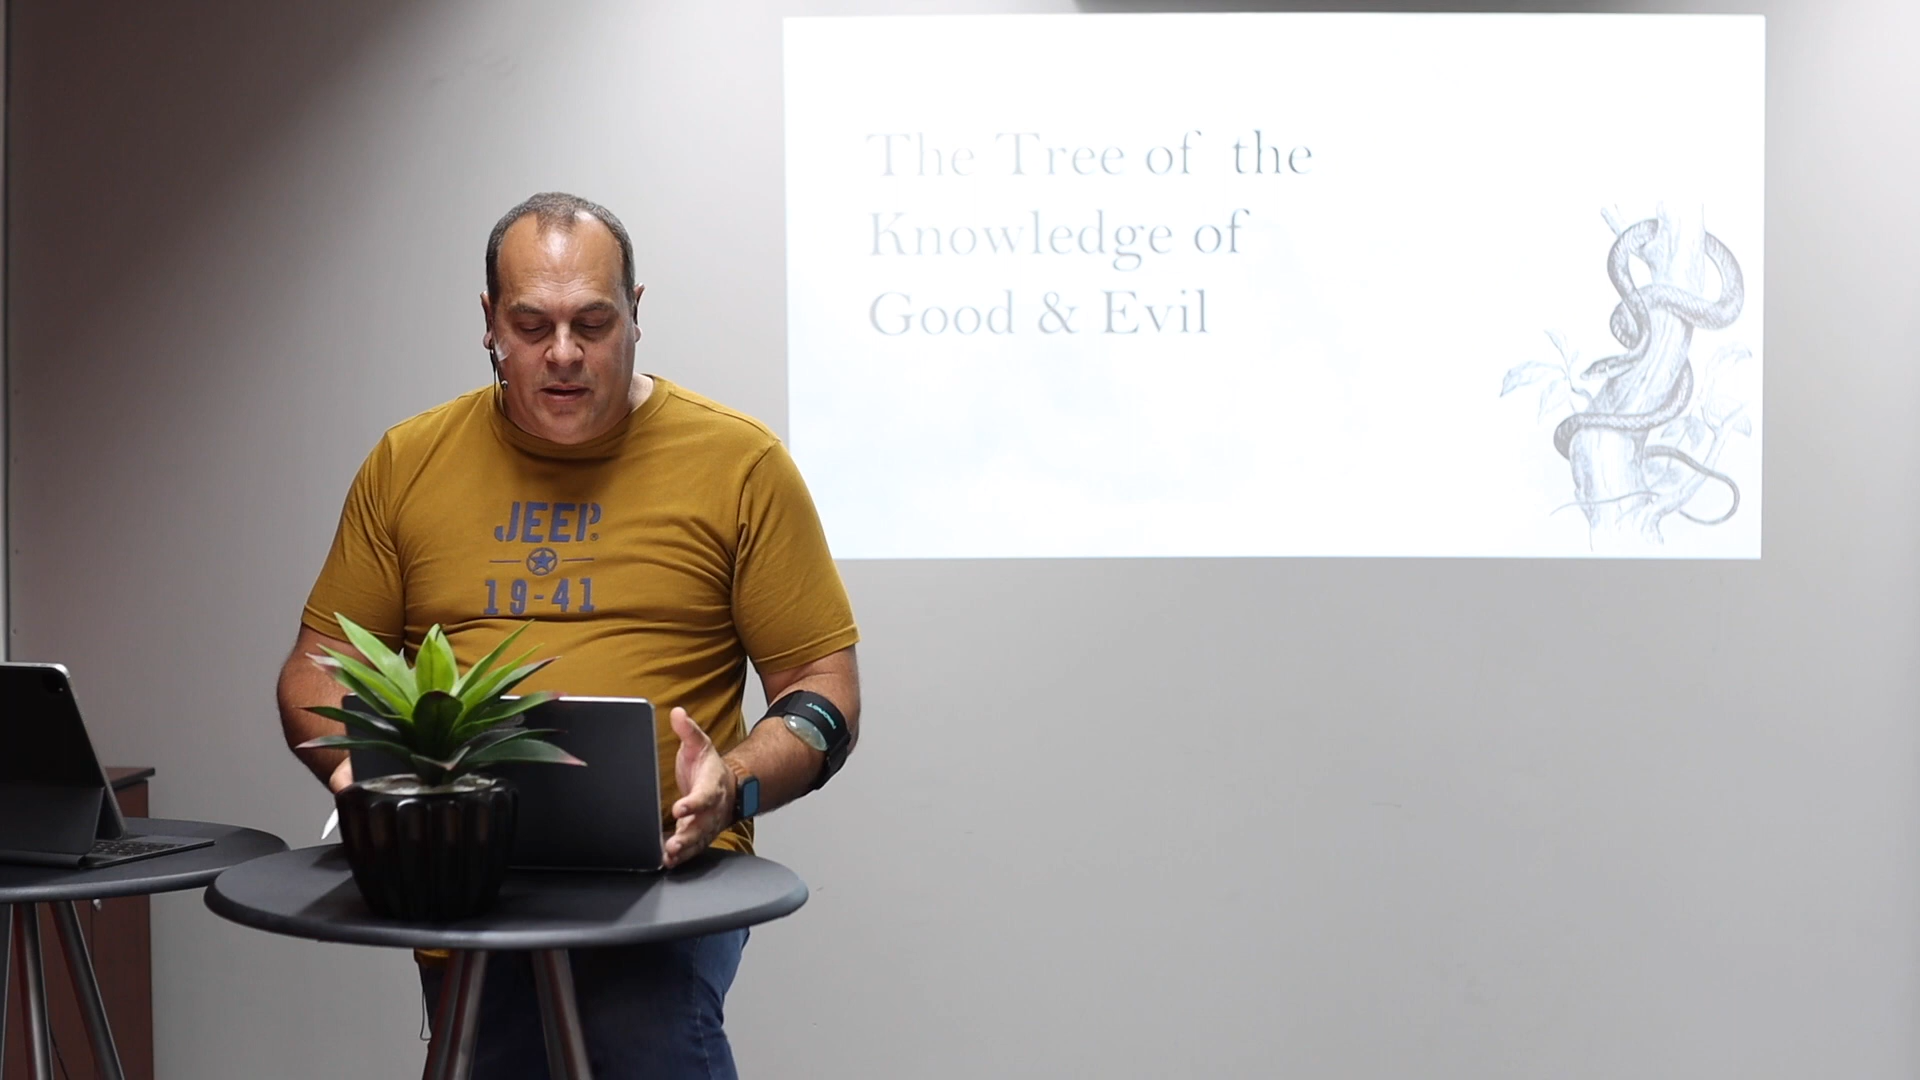 The Tree of the
Knowledge of
Good & Evil
JEEP®
19-41